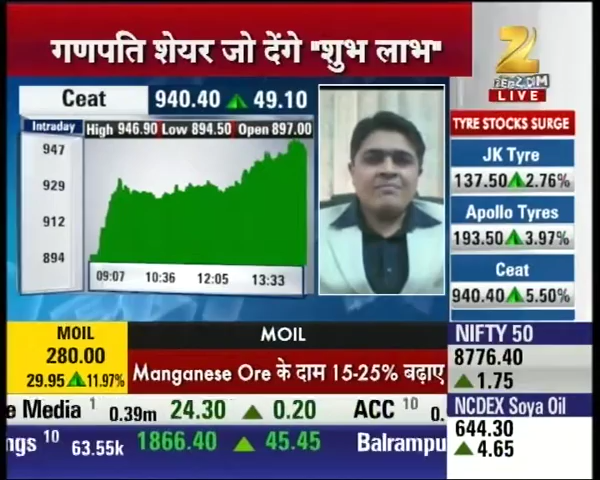 गणपति शेयर जो देंगे "शुभ लाभ"
LIVE
Ceat 940.40 49.10
Intraday High 946.90 Low 894.50 Open 897.00
947
929
912
894
09:07 10:36 12:05 13:33
TYRE STOCKS SURGE
JK Tyre
137.50 2.76%
Apollo Tyres
193.50 3.97%
Ceat
940.40 5.50%
MOIL
280.00
29.95 11.97%
MOIL
Manganese Ore के दाम 15-25% बढ़ाए
NIFTY 50
8776.40
1.75
e Media 1 0.39m 24.30 0.20 ACC 10 0.
ngs 10 63.55k 1866.40 45.45 Balrampu
NCDEX Soya Oil
644.30
4.65